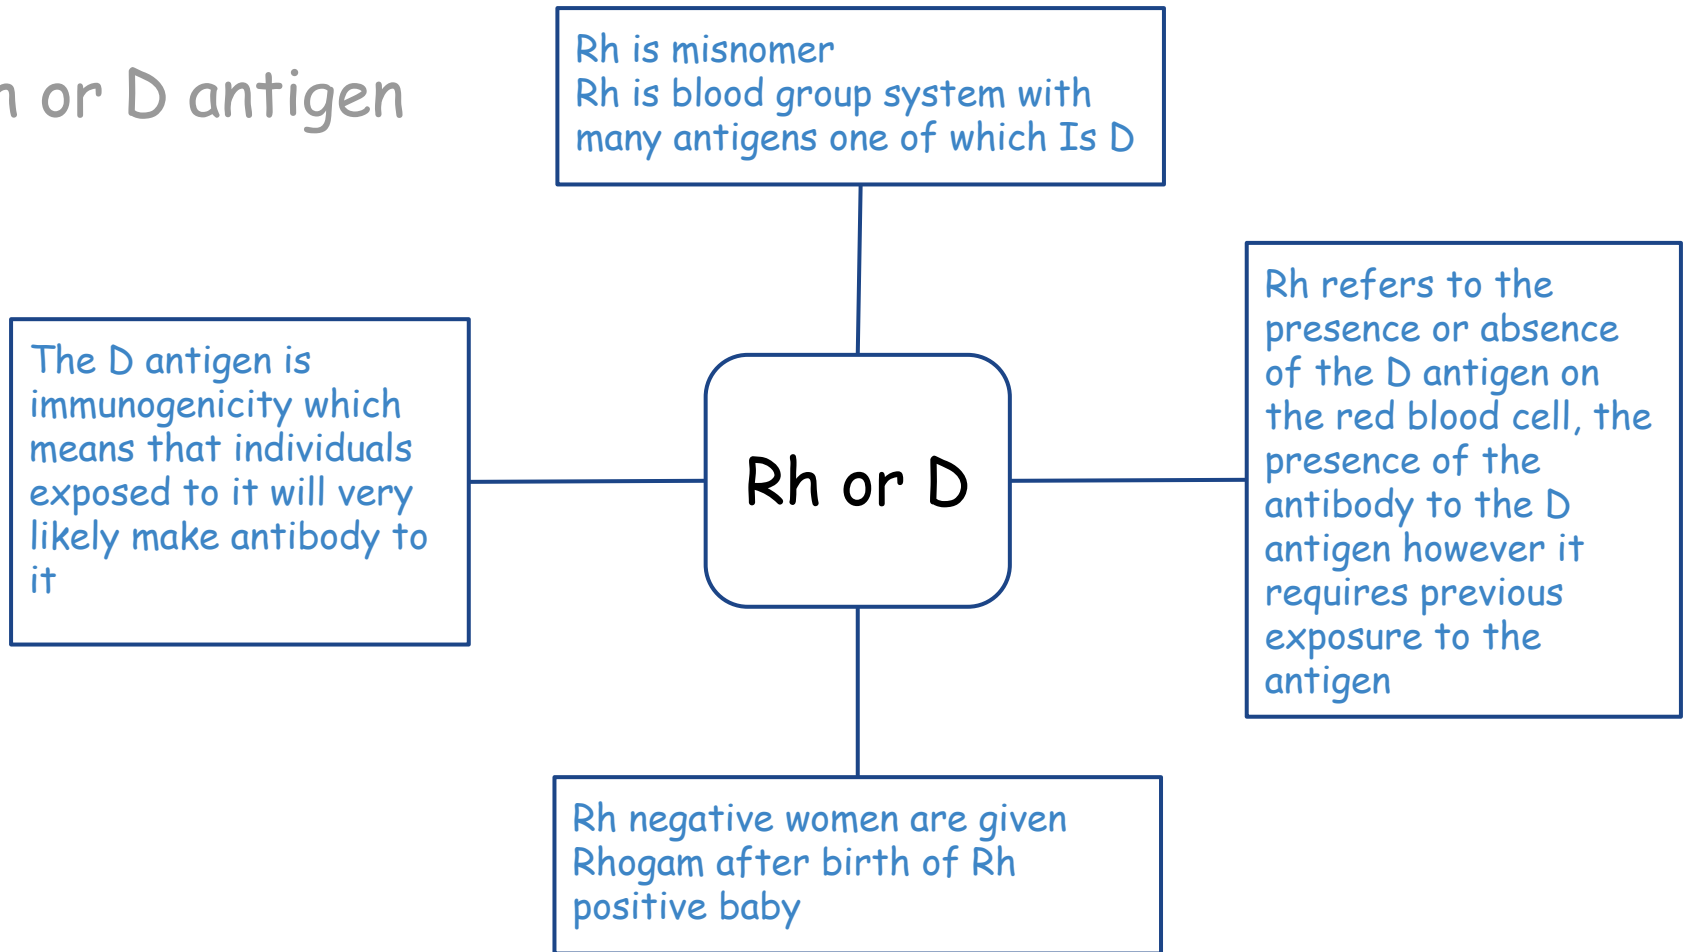 or D antigen
Rh is misnomer
Rh is blood group system with
many antigens one of which Is D
The D antigen is
immunogenicity which
means that individuals
exposed to it will very
likely make antibody to
it
Rh or D
Rh refers to the
presence or absence
of the D antigen on
the red blood cell, the
presence of the
antibody to the D
antigen however it
requires previous
exposure to the
antigen
Rh negative women are given
Rhogam after birth of Rh
positive baby